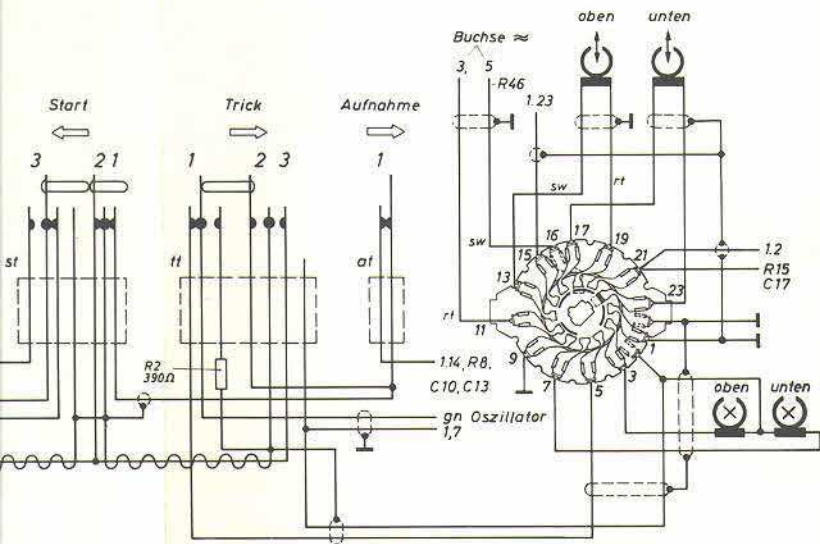 oben unten
Buchse ≈
3, 5
-R46
1.23
Start Trick Aufnahme
3 2 1 1 2 3 1
sw rt
sw
16 17 19
15 21
13 23
11 1
9 3
7 5
rt
1.2
R15
C17
st tt at
R2
390Ω
1.14, R8,
C10, C13
gn Oszillator
1,7
oben unten